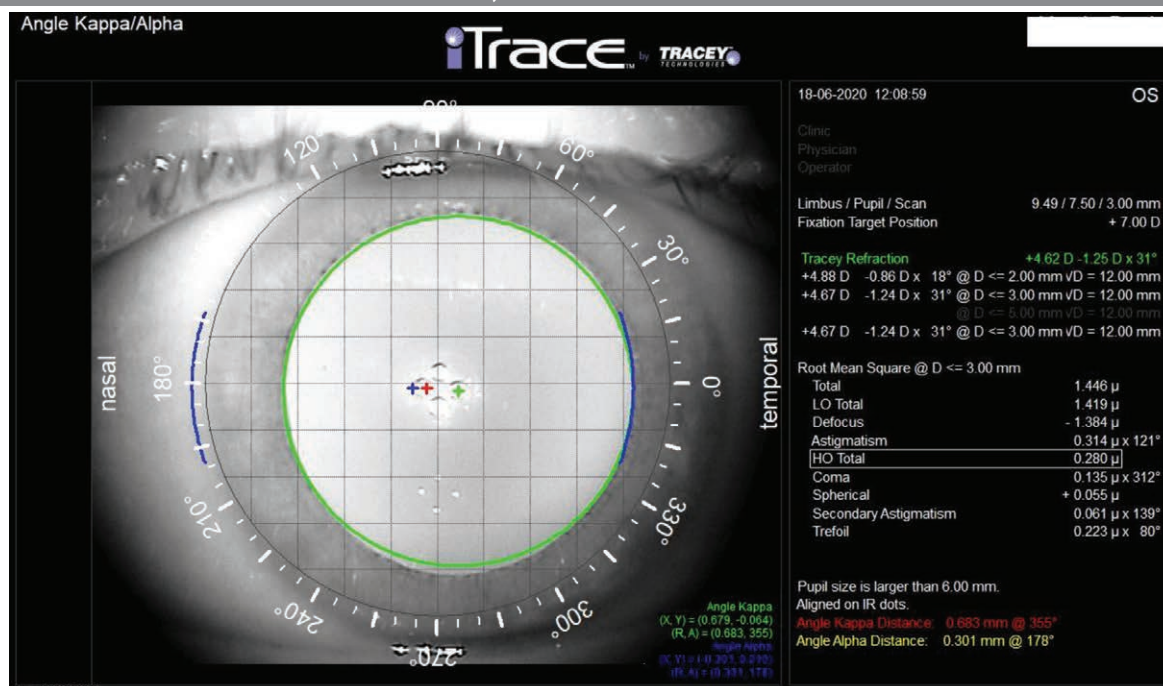 Angle Kappa/Alpha
iTrace™ by TRACEY™
TECHNOLOGIES
90°
120°
60°
30°
nasal
180°
0°
temporal
210°
330°
240°
300°
270°
Angle Kappa
(X, Y) = (0.679, -0.064)
(R, A) = (0.683, 355)
Angle Alpha
18-06-2020 12:08:59 OS
Clinic
Physician
Operator
Limbus / Pupil / Scan 9.49 / 7.50 / 3.00 mm
Fixation Target Position + 7.00 D
Tracey Refraction +4.62 D -1.25 D x 31°
+4.88 D -0.86 D x 18° @ D <= 2.00 mm VD = 12.00 mm
+4.67 D -1.24 D x 31° @ D <= 3.00 mm VD = 12.00 mm
@ D <= 5.00 mm VD = 12.00 mm
+4.67 D -1.24 D x 31° @ D <= 3.00 mm VD = 12.00 mm
Root Mean Square @ D <= 3.00 mm
Total 1.446 µ
LO Total 1.419 µ
Defocus - 1.384 µ
Astigmatism 0.314 µ x 121°
HO Total 0.280 µ
Coma 0.135 µ x 312°
Spherical + 0.055 µ
Secondary Astigmatism 0.061 µ x 139°
Trefoil 0.223 µ x 80°
Pupil size is larger than 6.00 mm.
Aligned on IR dots.
Angle Kappa Distance: 0.683 mm @ 355°
Angle Alpha Distance: 0.301 mm @ 178°